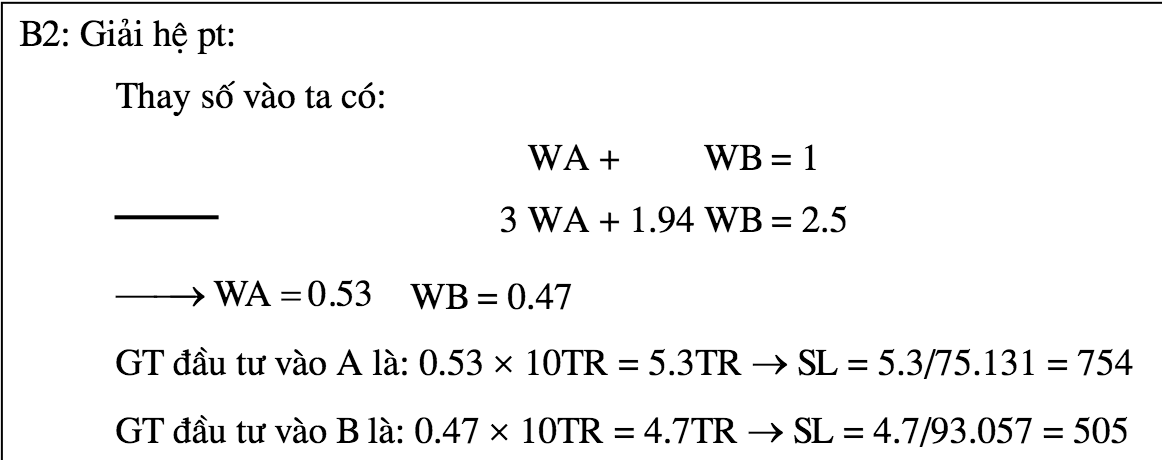 B2: Giải hệ pt:
Thay số vào ta có:
WA + WB = 1
3 WA + 1.94 WB = 2.5
⟶ WA = 0.53 WB = 0.47
GT đầu tư vào A là: 0.53 × 10TR = 5.3TR → SL = 5.3/75.131 = 754
GT đầu tư vào B là: 0.47 × 10TR = 4.7TR → SL = 4.7/93.057 = 505